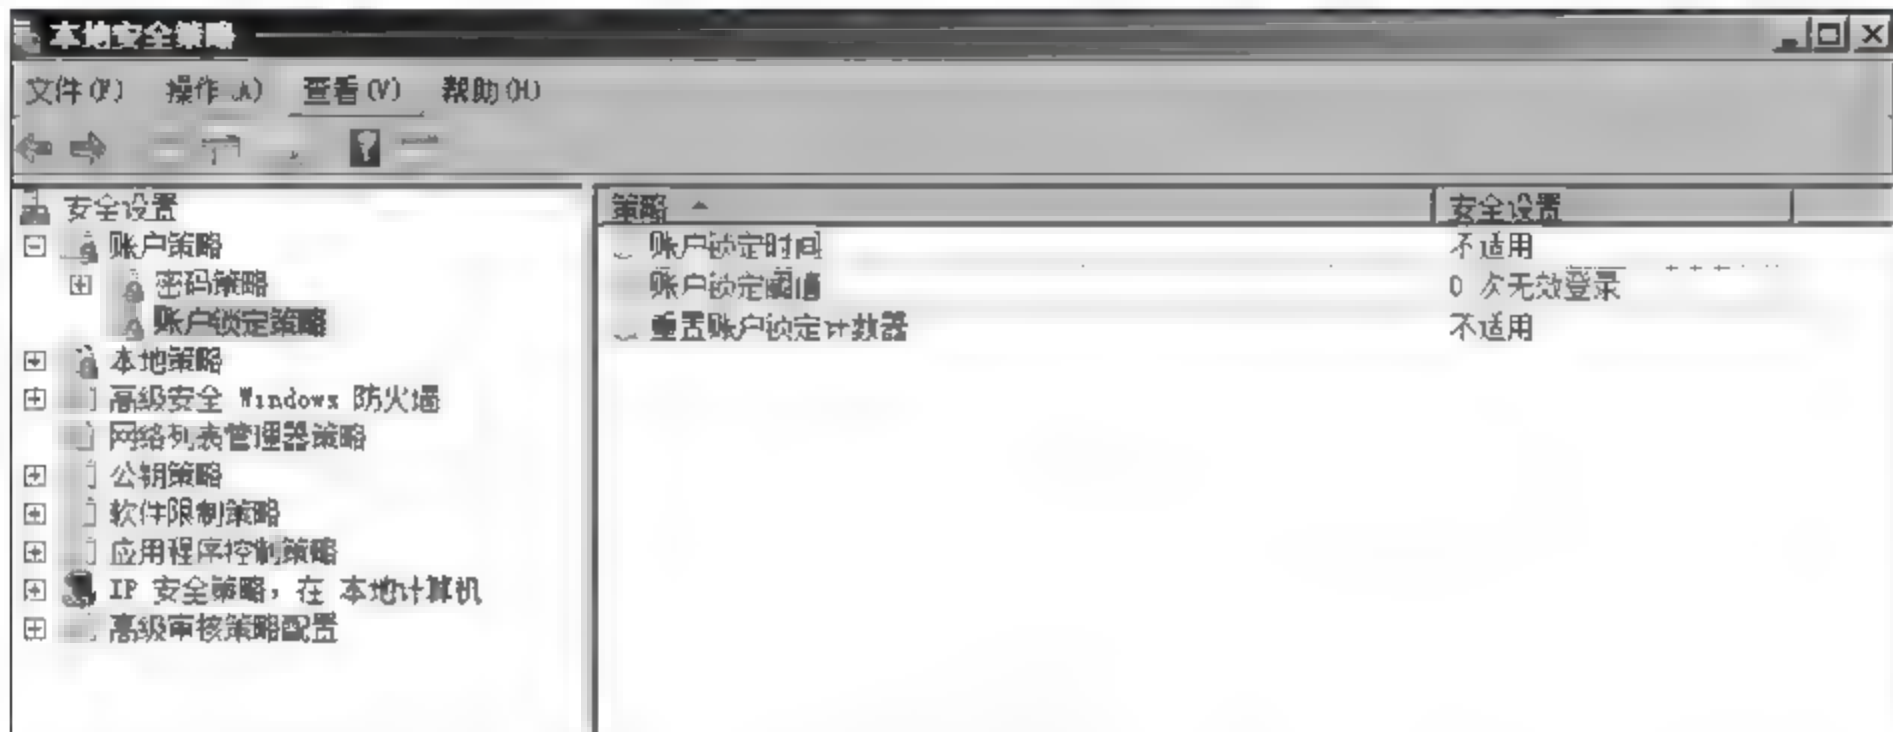 本地安全策略
文件(F) 操作(A) 查看(V) 帮助(H)
安全设置
账户策略
密码策略
账户锁定策略
本地策略
高级安全 Windows 防火墙
网络列表管理器策略
公钥策略
软件限制策略
应用程序控制策略
IP 安全策略，在 本地计算机
高级审核策略配置
策略 安全设置
账户锁定时间 不适用
账户锁定阈值 0 次无效登录
重置账户锁定计数器 不适用